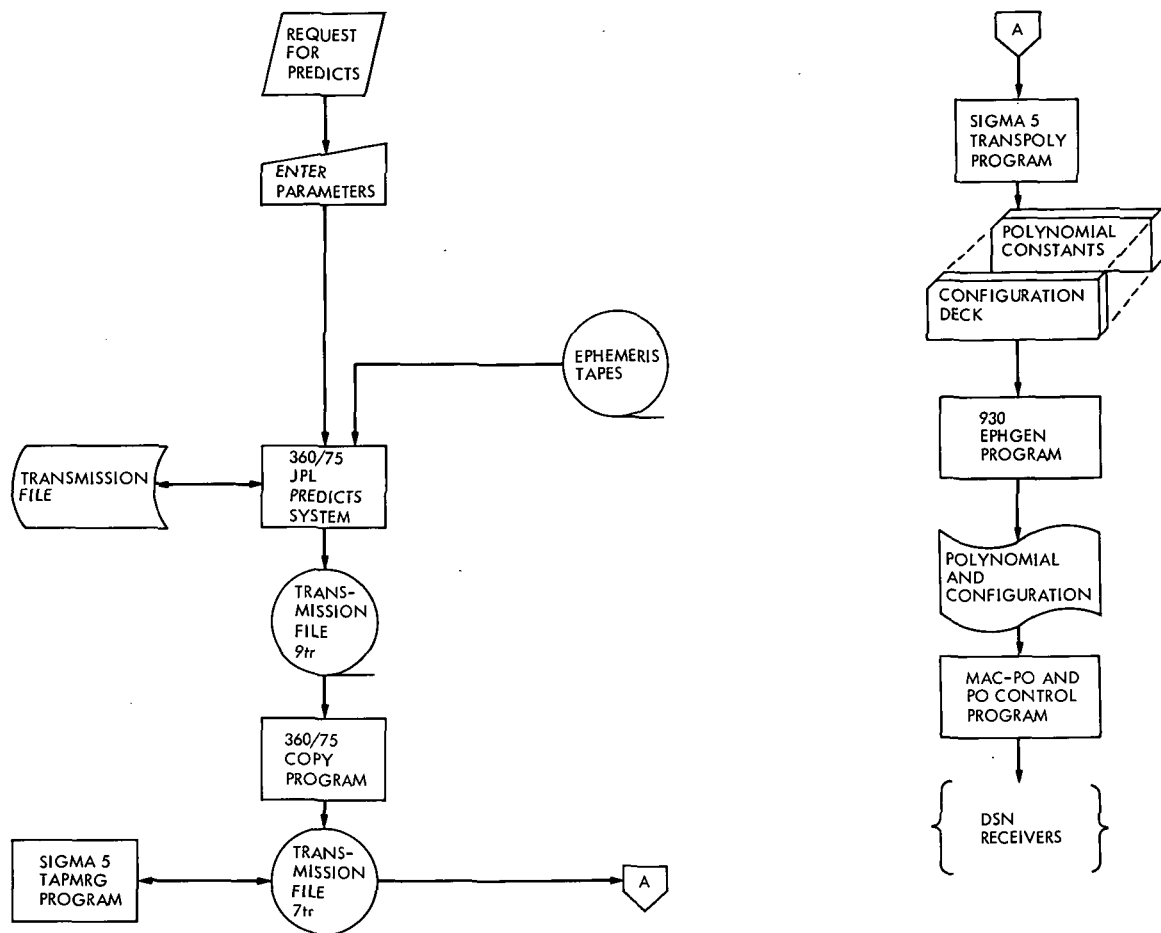 REQUEST
FOR
PREDICTS
ENTER
PARAMETERS
EPHEMERIS
TAPES
TRANSMISSION
FILE
360/75
JPL
PREDICTS
SYSTEM
TRANS-
MISSION
FILE
9tr
360/75
COPY
PROGRAM
SIGMA 5
TAPMRG
PROGRAM
TRANS-
MISSION
FILE
7tr
A
A
SIGMA 5
TRANSPOLY
PROGRAM
POLYNOMIAL
CONSTANTS
CONFIGURATION
DECK
930
EPHGEN
PROGRAM
POLYNOMIAL
AND
CONFIGURATION
MAC-PO AND
PO CONTROL
PROGRAM
DSN
RECEIVERS